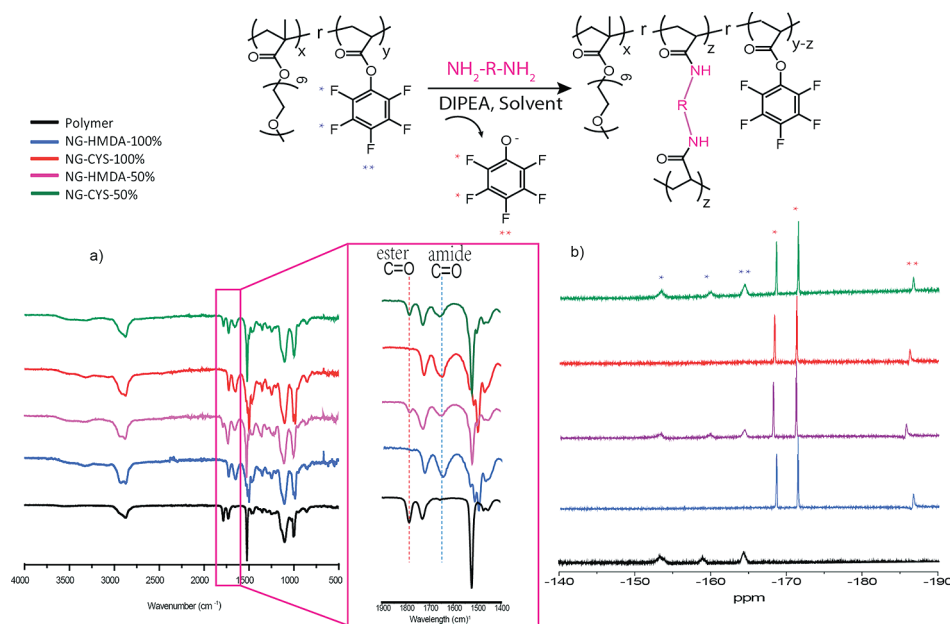 x r y
O O O O
9
O
F F
F F
F
* *
**
NH2-R-NH2
DIPEA, Solvent
O-
F F
F F
F
* *
**
x r z r y-z
O O O NH O O
9
O
R
NH
O
z
F F
F F
F
Polymer
NG-HMDA-100%
NG-CYS-100%
NG-HMDA-50%
NG-CYS-50%
a)
ester amide
C=O C=O
b)
* * ** * * **
4000 3500 3000 2500 2000 1500 1000 500
Wavenumber (cm-1)
1900 1800 1700 1600 1500 1400
Wavelength (cm)1
-140 -150 -160 -170 -180 -190
ppm